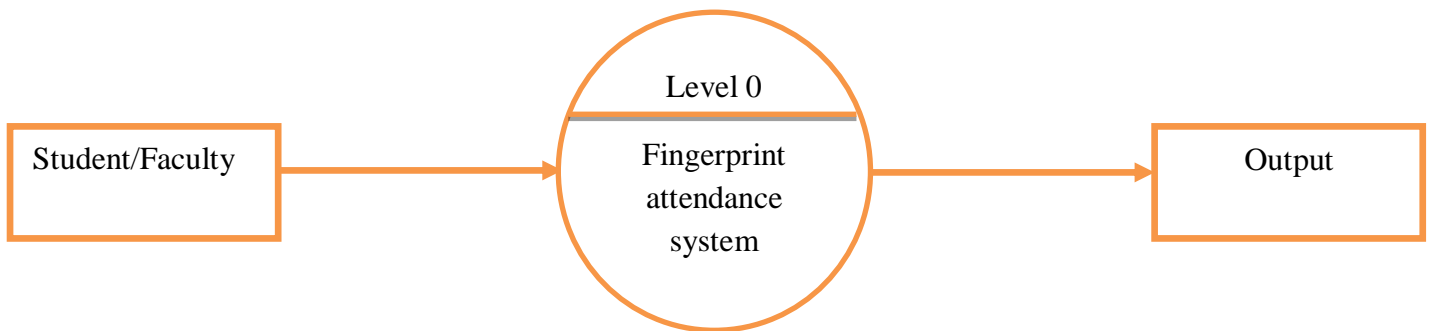 Level 0
Student/Faculty
Fingerprint
attendance
system
Output